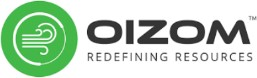 OIZOM™
REDEFINING RESOURCES